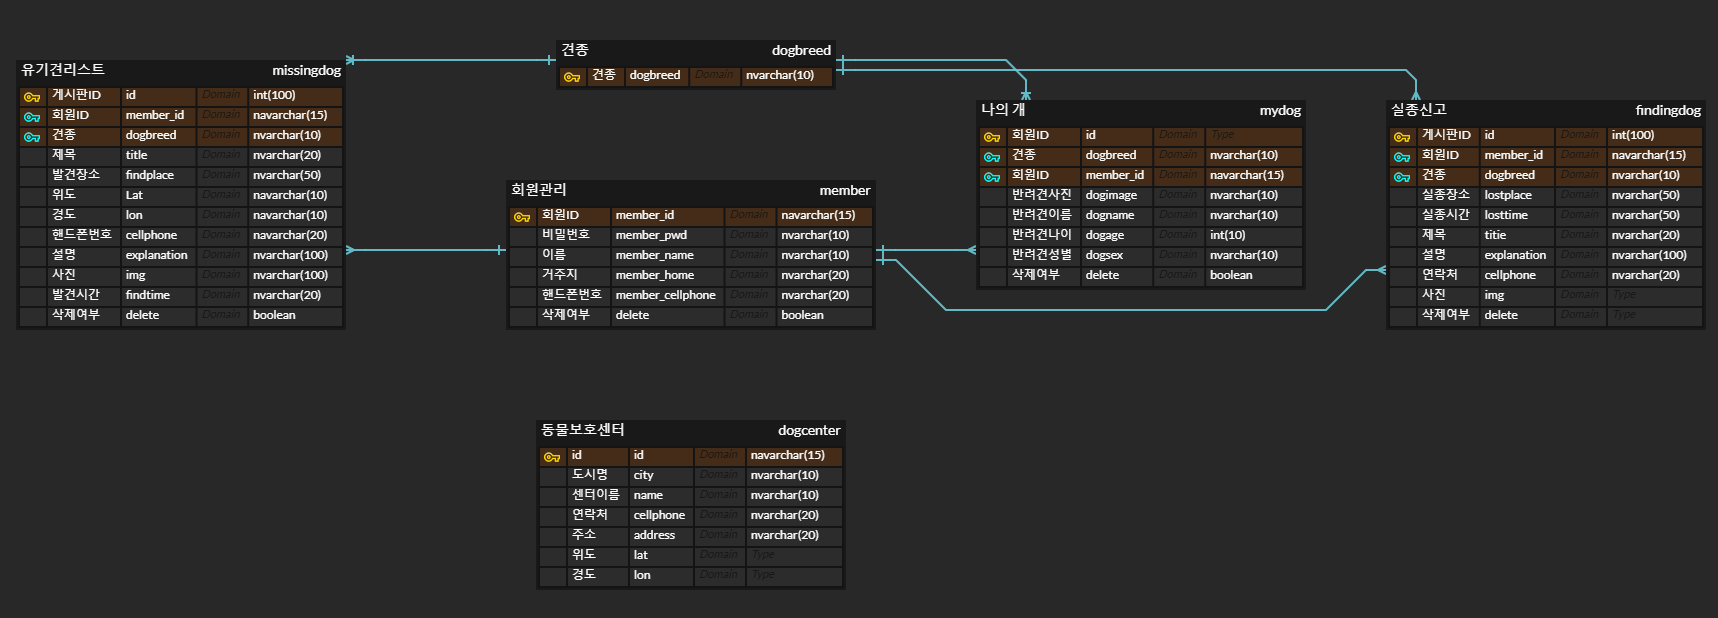 유기견리스트 missingdog
게시판ID id Domain int(100)
회원ID member_id Domain navarchar(15)
견종 dogbreed Domain nvarchar(10)
제목 title Domain nvarchar(20)
발견장소 findplace Domain nvarchar(50)
위도 Lat Domain navarchar(10)
경도 lon Domain navarchar(10)
핸드폰번호 cellphone Domain navarchar(20)
설명 explanation Domain nvarchar(100)
사진 img Domain nvarchar(100)
발견시간 findtime Domain nvarchar(20)
삭제여부 delete Domain boolean
견종 dogbreed
견종 dogbreed Domain nvarchar(10)
회원관리 member
회원ID member_id Domain navarchar(15)
비밀번호 member_pwd Domain nvarchar(10)
이름 member_name Domain nvarchar(10)
거주지 member_home Domain nvarchar(20)
핸드폰번호 member_cellphone Domain nvarchar(20)
삭제여부 delete Domain boolean
나의 개 mydog
회원ID id Domain Type
견종 dogbreed Domain nvarchar(10)
회원ID member_id Domain navarchar(15)
반려견사진 dogimage Domain nvarchar(10)
반려견이름 dogname Domain nvarchar(10)
반려견나이 dogage Domain int(10)
반려견성별 dogsex Domain nvarchar(10)
삭제여부 delete Domain boolean
실종신고 findingdog
게시판ID id Domain int(100)
회원ID member_id Domain navarchar(15)
견종 dogbreed Domain nvarchar(10)
실종장소 lostplace Domain nvarchar(50)
실종시간 losttime Domain nvarchar(50)
제목 titie Domain nvarchar(20)
설명 explanation Domain nvarchar(100)
연락처 cellphone Domain nvarchar(20)
사진 img Domain Type
삭제여부 delete Domain Type
동물보호센터 dogcenter
id id Domain navarchar(15)
도시명 city Domain nvarchar(10)
센터이름 name Domain nvarchar(10)
연락처 cellphone Domain nvarchar(20)
주소 address Domain nvarchar(20)
위도 lat Domain Type
경도 lon Domain Type